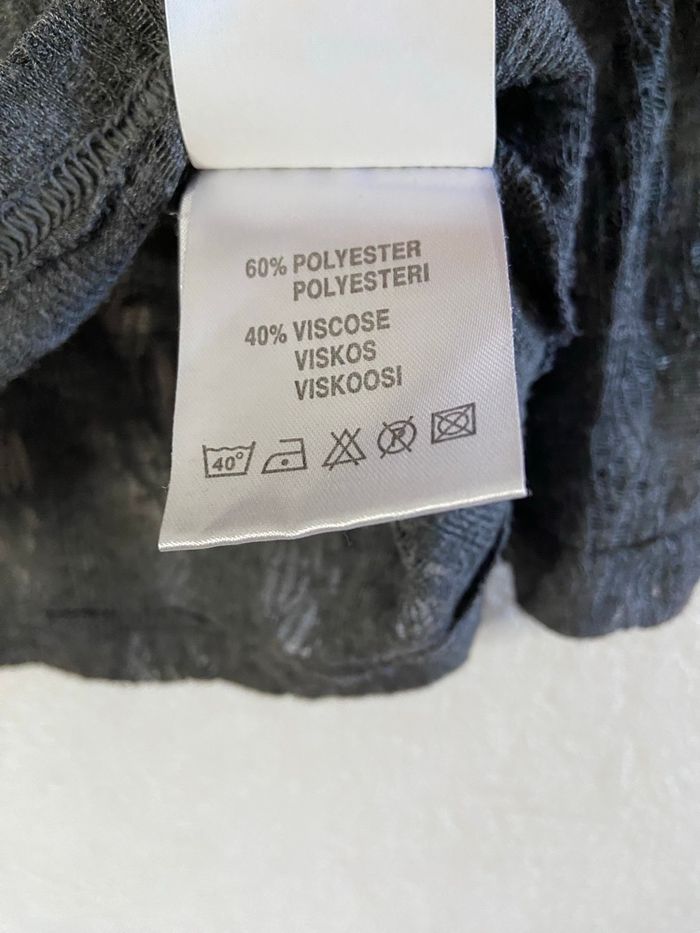 60% POLYESTER
POLYESTERI
40% VISCOSE
VISKOS
VISKOOSI
40°
P